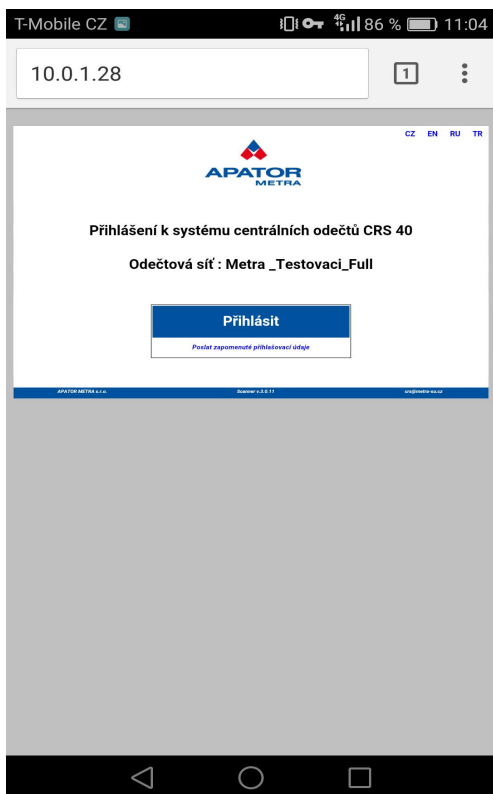 T-Mobile CZ 4G 86 % 11:04
10.0.1.28 1
CZ EN RU TR
APATOR
METRA
Přihlášení k systému centrálních odečtů CRS 40
Odečtová síť : Metra _Testovaci_Full
Přihlásit
Poslat zapomenuté přihlašovací údaje
APATOR METRA s.r.o. Scanner v.3.0.11 crs@metra-su.cz